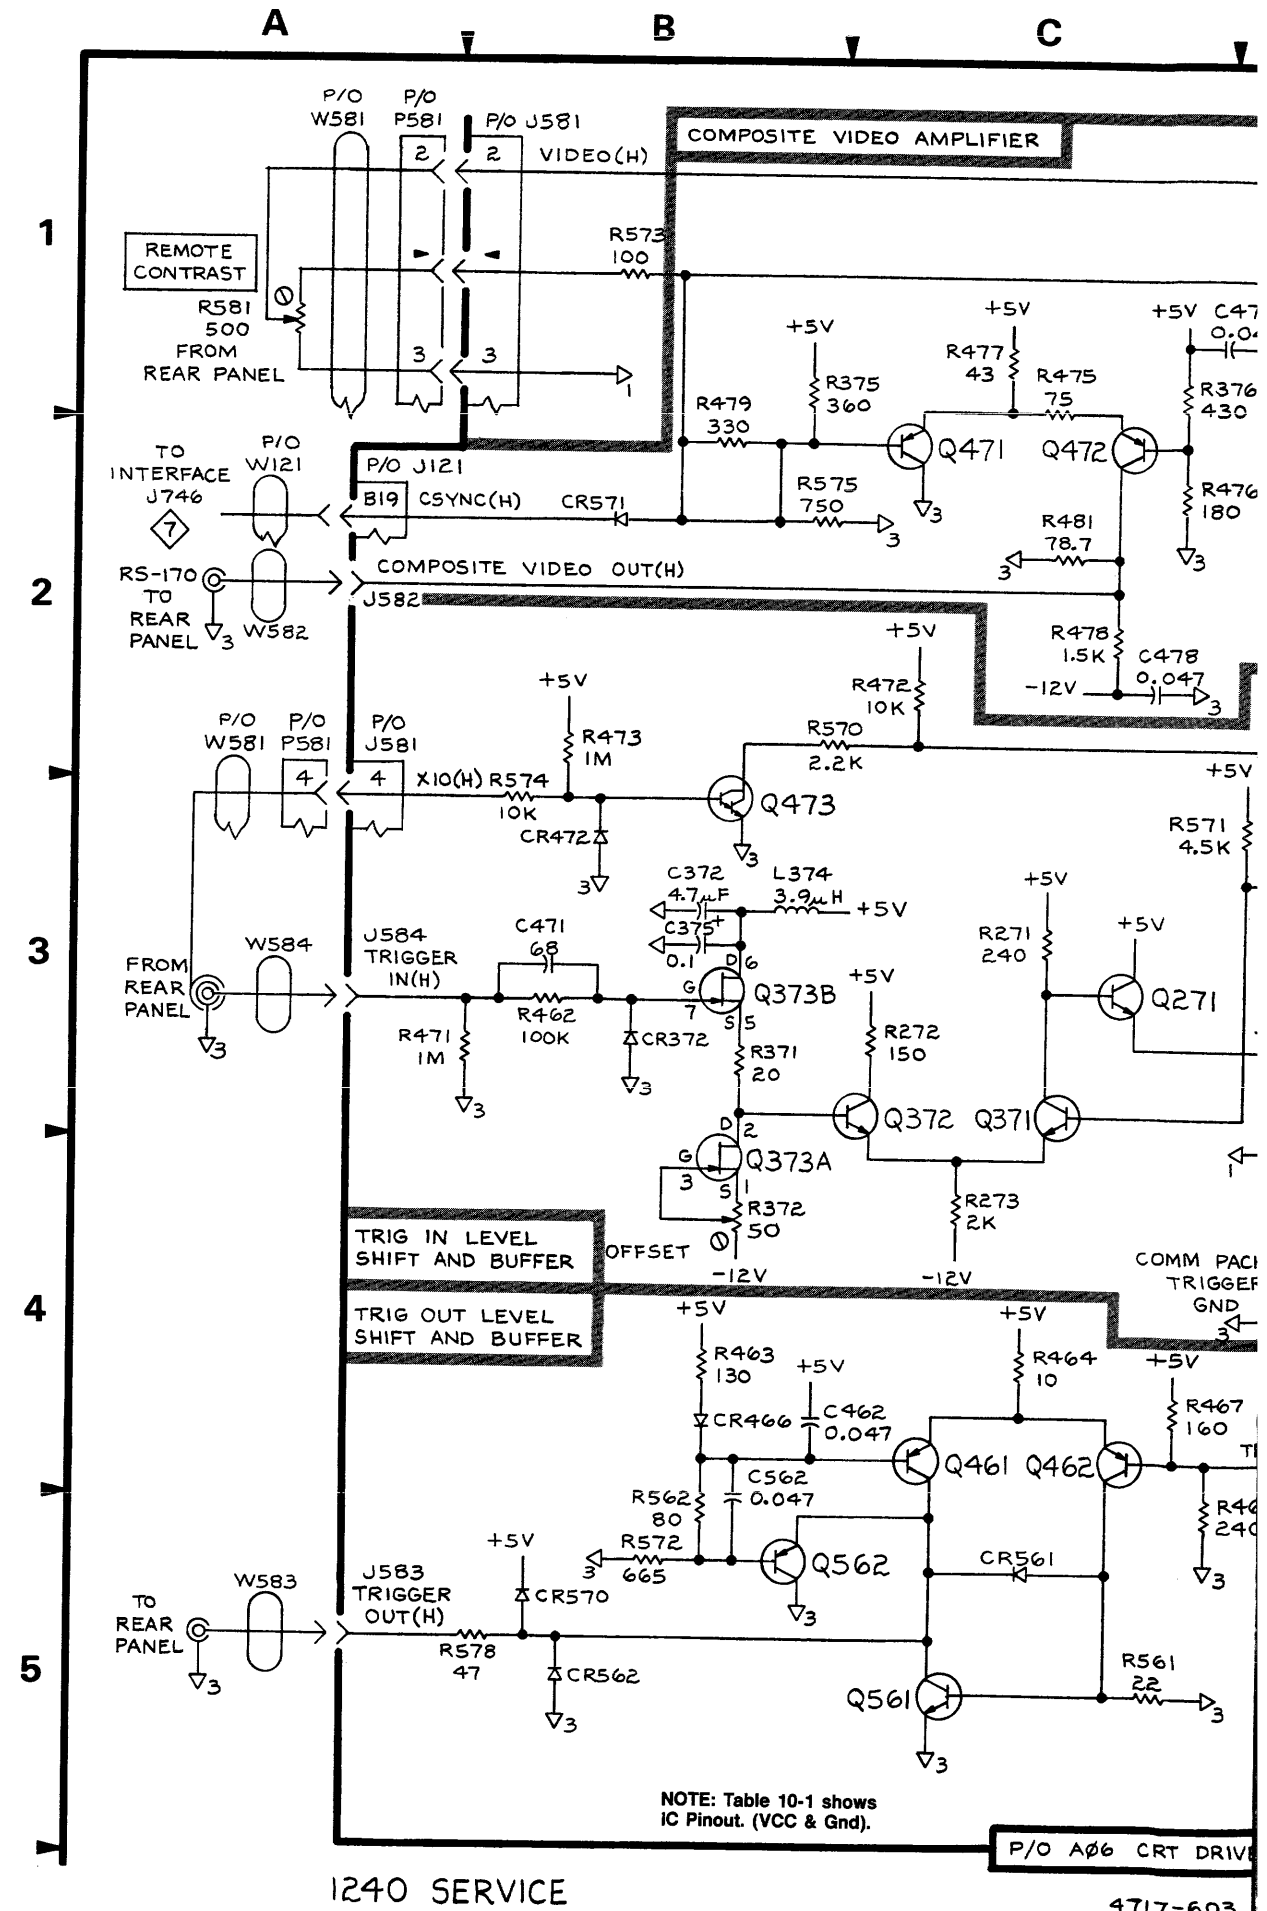 A
B
C
P/O
W581
P/O
P581
P/O J581
2
2
VIDEO(H)
COMPOSITE VIDEO AMPLIFIER
1
REMOTE
CONTRAST
R581
500
FROM
REAR PANEL
R573
100
3
3
1
+5V
R375
360
R479
330
+5V
R477
43
R475
75
+5V
R376
430
Q471
Q472
3
R476
180
3
TO
INTERFACE
J746
7
P/O
W121
P/O J121
B19
CSYNC(H)
CR571
R575
750
3
R481
78.7
3
2
RS-170
TO
REAR
PANEL
3
W582
COMPOSITE VIDEO OUT(H)
J582
R478
1.5K
C478
0.047
-12V
3
+5V
R472
10K
+5V
R473
1M
R570
2.2K
P/O
W581
P/O
P581
P/O
J581
4
4
X10(H)
R574
10K
CR472
3
Q473
3
+5V
R571
4.5K
C372
4.7µF
L374
3.9µH
+5V
C375
+
0.1
3
FROM
REAR
PANEL
3
W584
J584
TRIGGER
IN(H)
C471
68
R462
100K
R471
1M
3
CR372
3
D
6
G
7
Q373B
S
5
R371
20
+5V
R272
150
+5V
R271
240
Q271
Q372
Q371
D
2
G
3
Q373A
S
1
R372
50
OFFSET
-12V
R273
2K
-12V
1
TRIG IN LEVEL
SHIFT AND BUFFER
4
TRIG OUT LEVEL
SHIFT AND BUFFER
COMM
TRIGGER
GND
3
+5V
R463
130
CR466
+5V
C462
0.047
+5V
R464
10
+5V
R467
160
Q461
Q462
C562
0.047
R562
80
R572
665
3
Q562
3
CR561
240
3
5
TO
REAR
PANEL
3
W583
J583
TRIGGER
OUT(H)
+5V
CR570
R578
47
CR562
3
Q561
3
R561
22
3
NOTE: Table 10-1 shows
IC Pinout. (VCC & Gnd).
P/O AØ6 CRT
1240 SERVICE